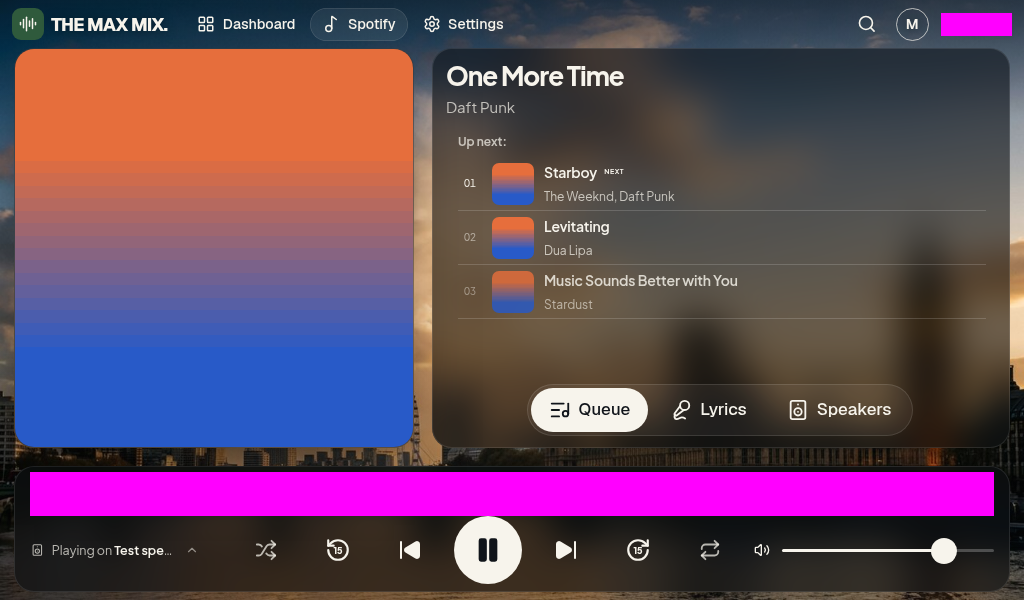 THE MAX MIX.
Dashboard
Spotify
Settings
M
One More Time
Daft Punk
Up next:
01
Starboy NEXT
The Weeknd, Daft Punk
02
Levitating
Dua Lipa
03
Music Sounds Better with You
Stardust
Queue
Lyrics
Speakers
Playing on Test spe...
15
15